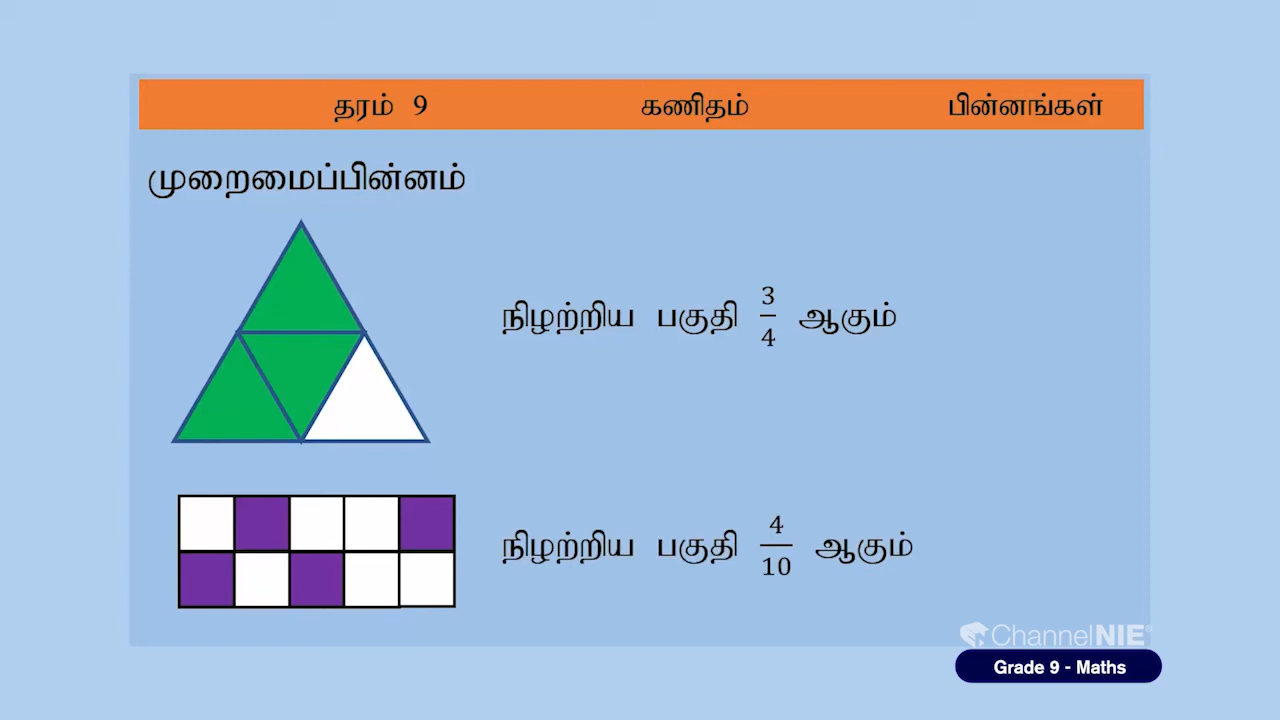 தரம் 9 கணிதம் பின்னங்கள்
முறைமைப்பின்னம்
நிழற்றிய பகுதி 3/4 ஆகும்
நிழற்றிய பகுதி 4/10 ஆகும்
ChannelNIE
Grade 9 - Maths